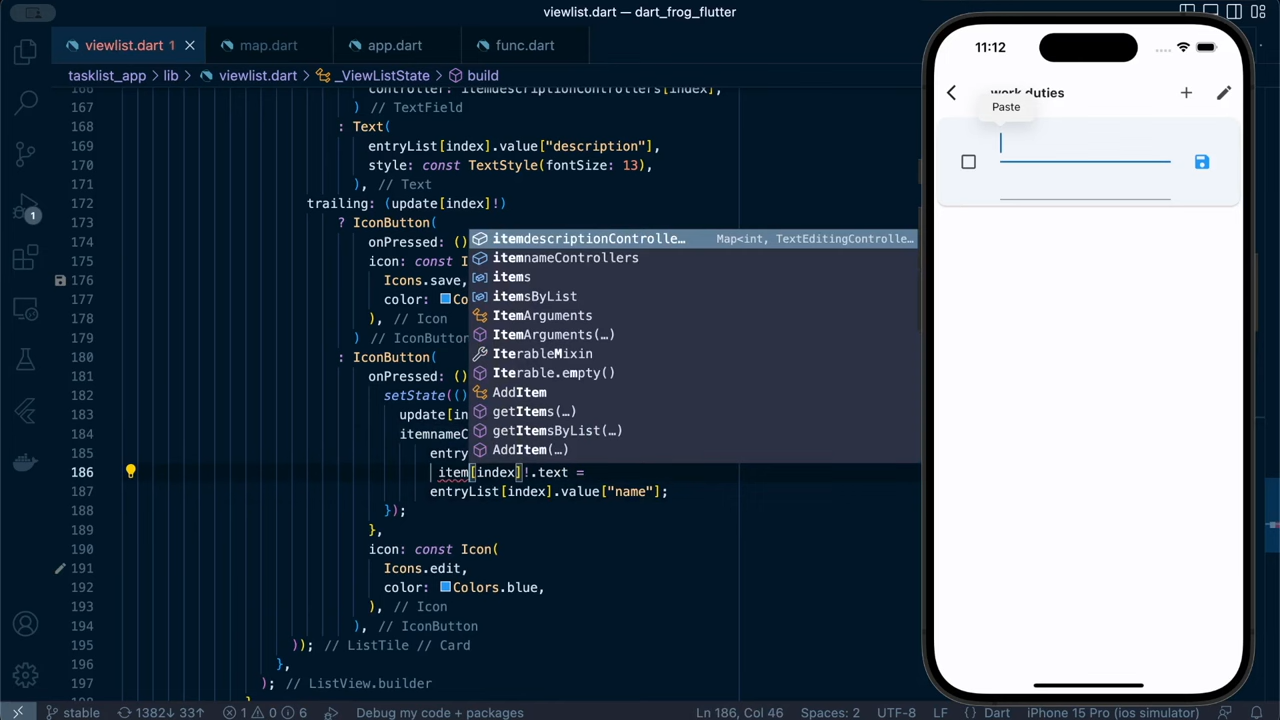 viewlist.dart — dart_frog_flutter
viewlist.dart 1
map.dart
app.dart
func.dart
tasklist_app > lib > viewlist.dart > _ViewListState > build
166 controller: itemdescriptionControllers[index],
167 ) // TextField
168 : Text(
169 entryList[index].value["description"],
170 style: const TextStyle(fontSize: 13),
171 ), // Text
172 trailing: (update[index]!)
173 ? IconButton(
174 onPressed: ()
175 icon: const I
176 Icons.save,
177 color: Co
178 ), // Icon
179 ) // IconButton
180 : IconButton(
181 onPressed: ()
182 setState(()
183 update[in
184 itemnameC
185 entry
186 item[index]!.text =
187 entryList[index].value["name"];
188 });
189 },
190 icon: const Icon(
191 Icons.edit,
192 color: Colors.blue,
193 ), // Icon
194 ), // IconButton
195 )); // ListTile // Card
196 },
197 ); // ListView.builder
itemdescriptionControlle… Map<int, TextEditingControlle…
itemnameControllers
items
itemsByList
ItemArguments
ItemArguments(…)
IterableMixin
Iterable.empty()
AddItem
getItems(…)
getItemsByList(…)
AddItem(…)
1
11:12
work duties
Paste
stable
1382↓ 33↑
1 0 6
Debug my code + packages
Ln 186, Col 46
Spaces: 2
UTF-8
LF
{ } Dart
iPhone 15 Pro (ios simulator)